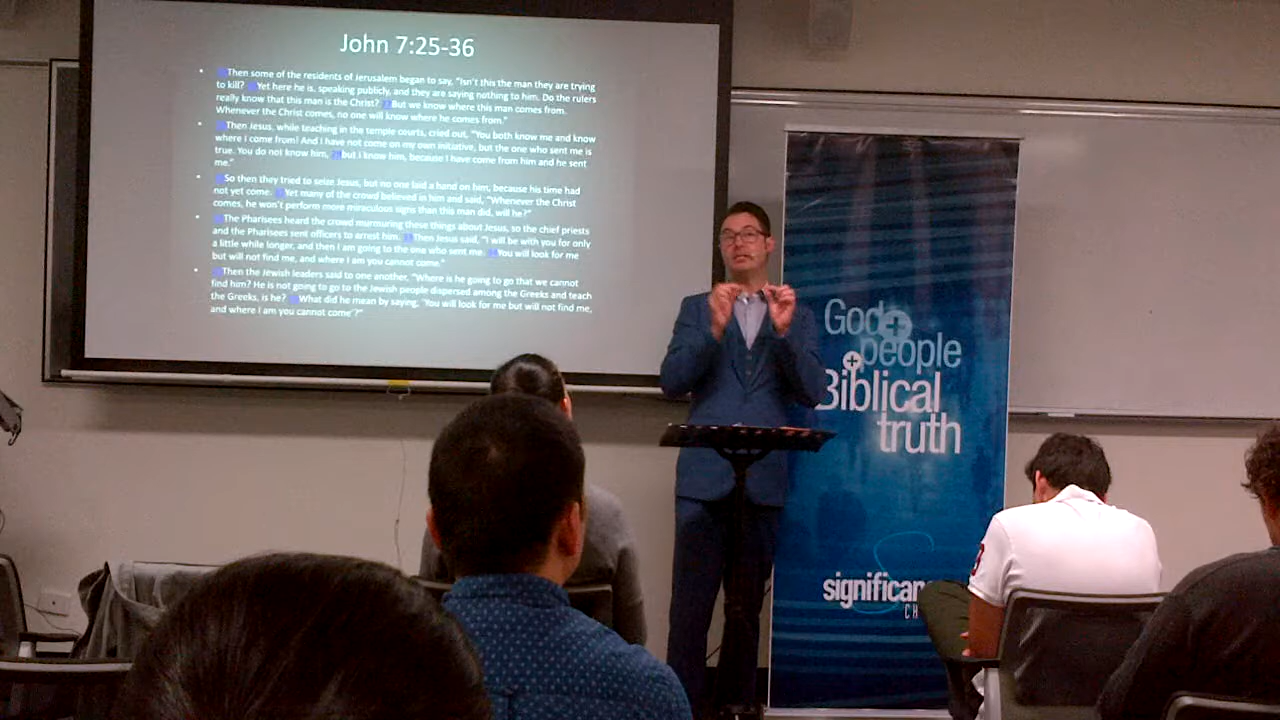 John 7:25-36
Then some of the residents of Jerusalem began to say, "Isn't this the man they are trying
to kill? Yet here he is, speaking publicly, and they are saying nothing to him. Do the rulers
really know that this man is the Christ? But we know where this man comes from.
Whenever the Christ comes, no one will know where he comes from."
Then Jesus, while teaching in the temple courts, cried out, "You both know me and know
where I come from! And I have not come on my own initiative, but the one who sent me is
true. You do not know him, but I know him, because I have come from him and he sent
me."
So then they tried to seize Jesus, but no one laid a hand on him, because his time had
not yet come. Yet many of the crowd believed in him and said, "Whenever the Christ
comes, he won't perform more miraculous signs than this man did, will he?"
The Pharisees heard the crowd murmuring these things about Jesus, so the chief priests
and the Pharisees sent officers to arrest him. Then Jesus said, "I will be with you for only
a little while longer, and then I am going to the one who sent me. You will look for me
but will not find me, and where I am you cannot come."
Then the Jewish leaders said to one another, "Where is he going to go that we cannot
find him? He is not going to go to the Jewish people dispersed among the Greeks and teach
the Greeks, is he? What did he mean by saying, 'You will look for me but will not find me,
and where I am you cannot come'?"
God+
+people
Biblical
truth
significan
CH